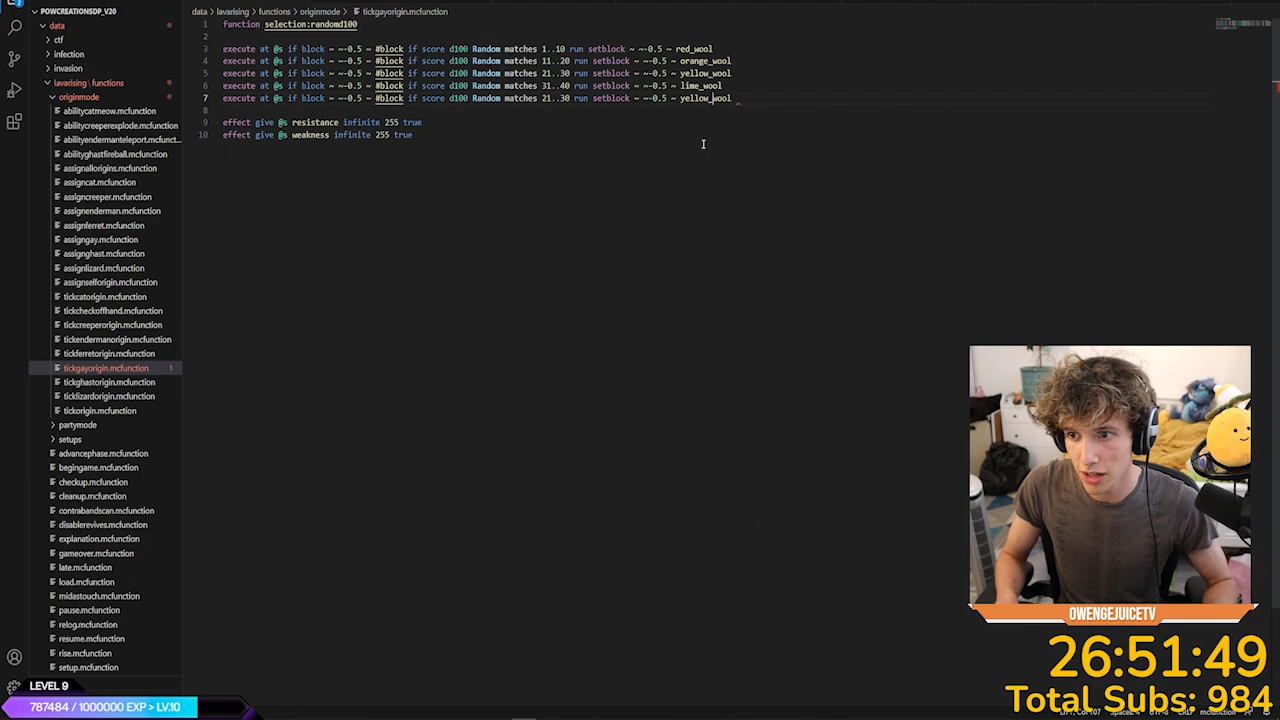 POWCREATIONSDP_V20
data
ctf
infection
invasion
lavarising \ functions
originmode
abilitycatmeow.mcfunction
abilitycreeperexplode.mcfunction
abilityendermanteleport.mcfunct...
abilityghastfireball.mcfunction
assignallorigins.mcfunction
assigncat.mcfunction
assigncreeper.mcfunction
assignenderman.mcfunction
assignferret.mcfunction
assigngay.mcfunction
assignghast.mcfunction
assignlizard.mcfunction
assignselforigin.mcfunction
tickcatorigin.mcfunction
tickcheckoffhand.mcfunction
tickcreeperorigin.mcfunction
tickendermanorigin.mcfunction
tickferretorigin.mcfunction
tickgayorigin.mcfunction 1
tickghastorigin.mcfunction
ticklizardorigin.mcfunction
tickorigin.mcfunction
partymode
setups
advancephase.mcfunction
begingame.mcfunction
checkup.mcfunction
cleanup.mcfunction
contrabandscan.mcfunction
disablerevives.mcfunction
explanation.mcfunction
gameover.mcfunction
late.mcfunction
load.mcfunction
midastouch.mcfunction
pause.mcfunction
relog.mcfunction
resume.mcfunction
rise.mcfunction
setup.mcfunction
data > lavarising > functions > originmode > tickgayorigin.mcfunction
1 function selection:randomd100
2
3 execute at @s if block ~ ~-0.5 ~ #block if score d100 Random matches 1..10 run setblock ~ ~-0.5 ~ red_wool
4 execute at @s if block ~ ~-0.5 ~ #block if score d100 Random matches 11..20 run setblock ~ ~-0.5 ~ orange_wool
5 execute at @s if block ~ ~-0.5 ~ #block if score d100 Random matches 21..30 run setblock ~ ~-0.5 ~ yellow_wool
6 execute at @s if block ~ ~-0.5 ~ #block if score d100 Random matches 31..40 run setblock ~ ~-0.5 ~ lime_wool
7 execute at @s if block ~ ~-0.5 ~ #block if score d100 Random matches 21..30 run setblock ~ ~-0.5 ~ yellow_wool
8
9 effect give @s resistance infinite 255 true
10 effect give @s weakness infinite 255 true
OWENGEJUICETV
26:51:49
Total Subs: 984
LEVEL 9
787484 / 1000000 EXP > LV.10